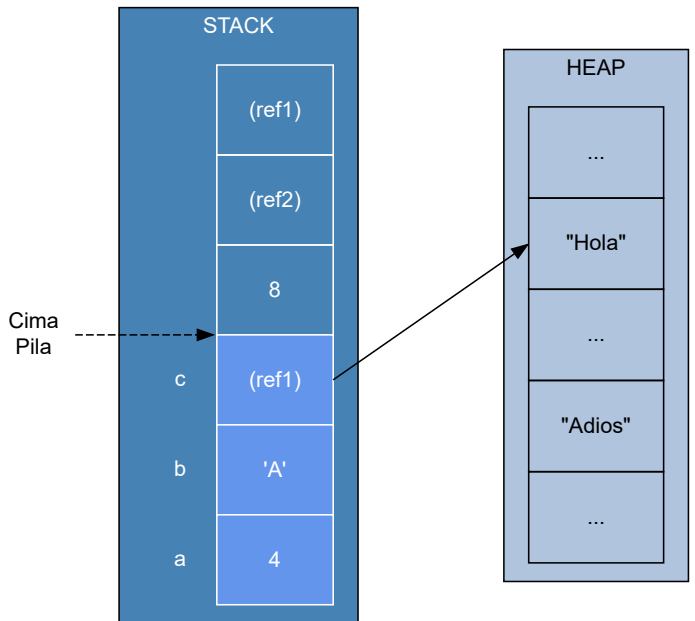 STACK
(ref1)
(ref2)
8
Cima
Pila
c
(ref1)
b
'A'
a
4
HEAP
...
"Hola"
...
"Adios"
...